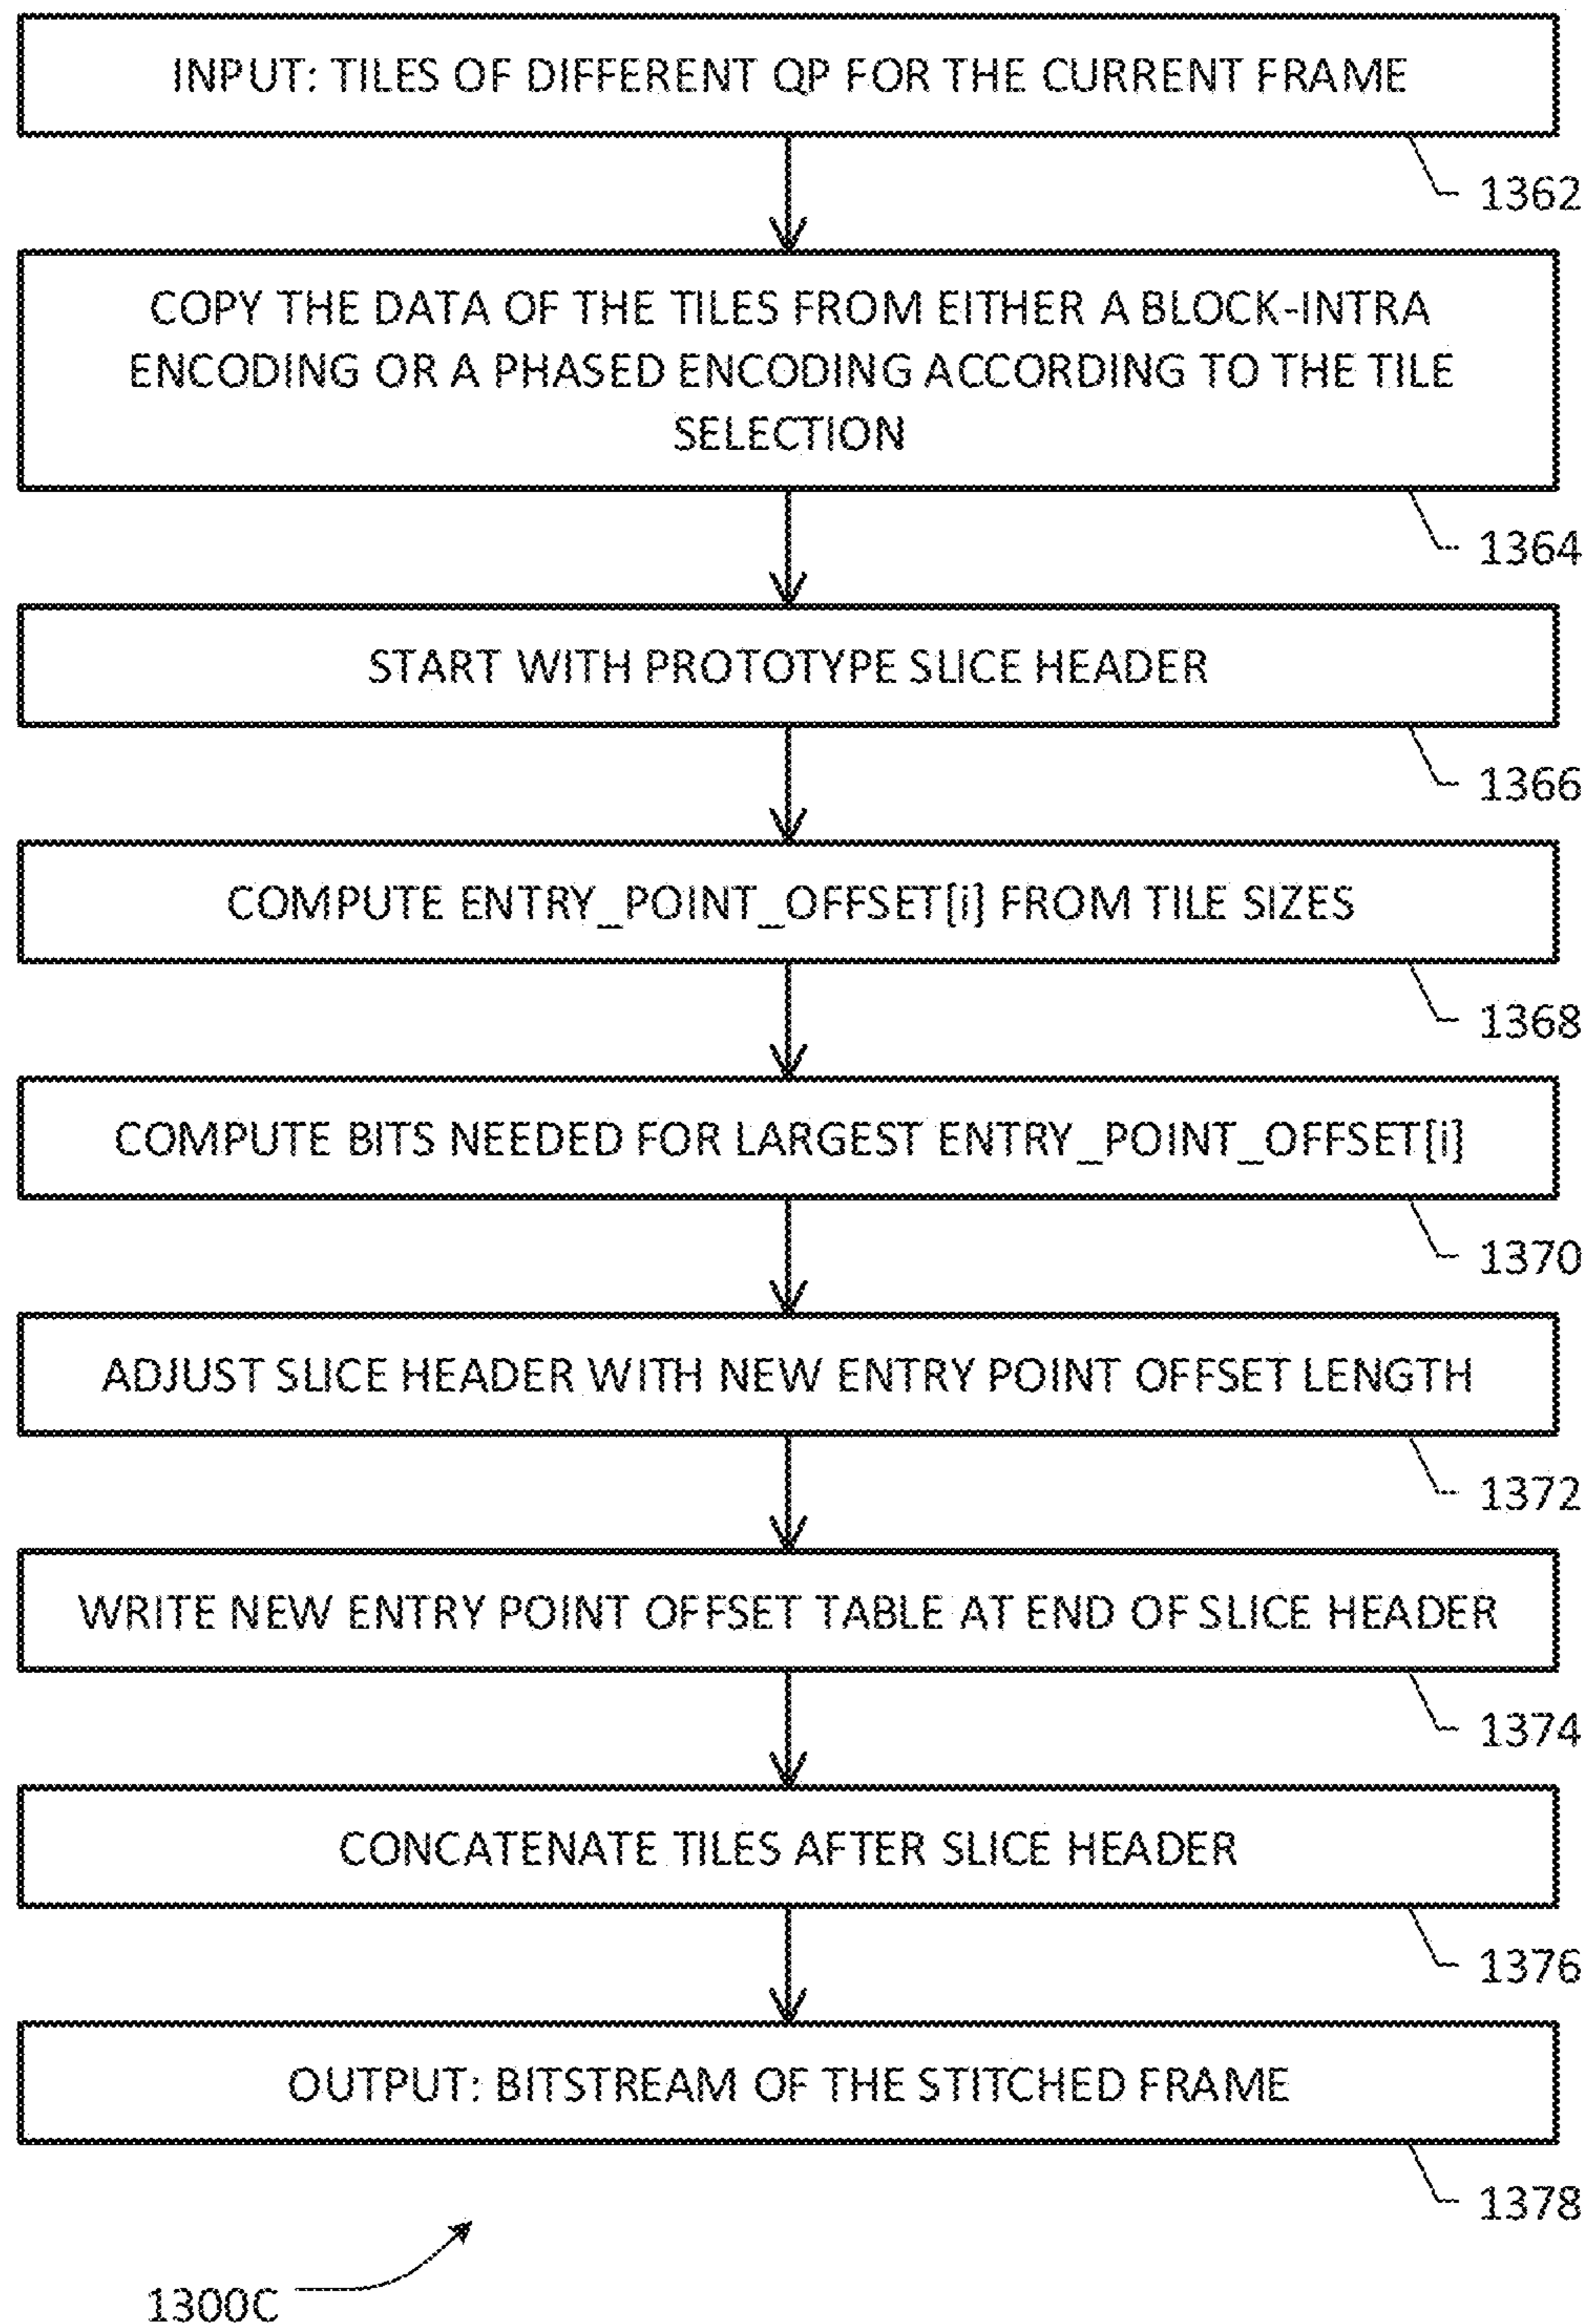 INPUT: TILES OF DIFFERENT QP FOR THE CURRENT FRAME
1362
COPY THE DATA OF THE TILES FROM EITHER A BLOCK-INTRA
ENCODING OR A PHASED ENCODING ACCORDING TO THE TILE
SELECTION
1364
START WITH PROTOTYPE SLICE HEADER
1366
COMPUTE ENTRY_POINT_OFFSET[i] FROM TILE SIZES
1368
COMPUTE BITS NEEDED FOR LARGEST ENTRY_POINT_OFFSET[i]
1370
ADJUST SLICE HEADER WITH NEW ENTRY POINT OFFSET LENGTH
1372
WRITE NEW ENTRY POINT OFFSET TABLE AT END OF SLICE HEADER
1374
CONCATENATE TILES AFTER SLICE HEADER
1376
OUTPUT: BITSTREAM OF THE STITCHED FRAME
1378
1300C